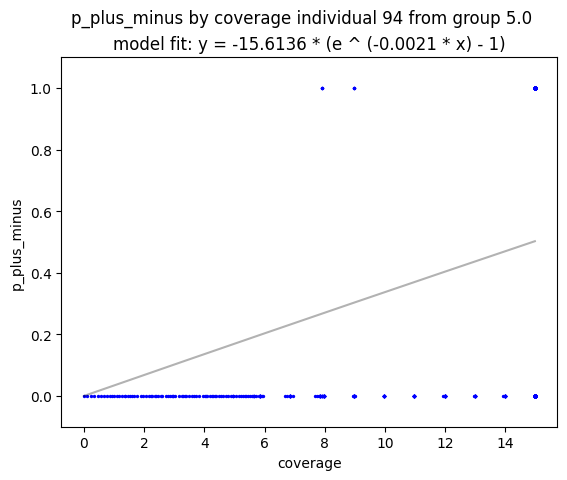 p_plus_minus by coverage individual 94 from group 5.0
model fit: y = -15.6136 * (e ^ (-0.0021 * x) - 1)
1.0
0.8
0.6
0.4
0.2
0.0
p_plus_minus
0 2 4 6 8 10 12 14
coverage